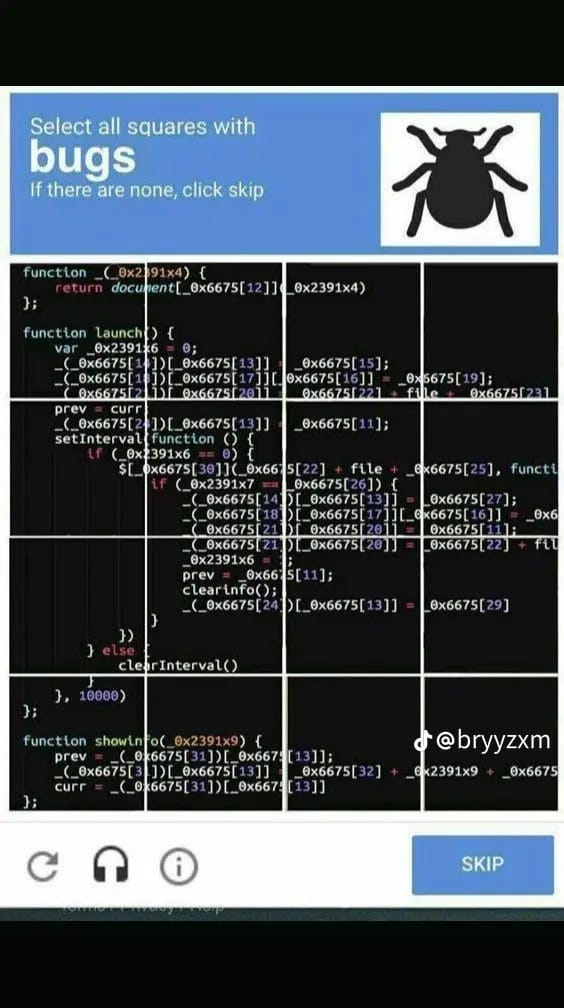 Select all squares with
bugs
If there are none, click skip
function _(_0x2391x4) {
return document[_0x6675[12]](_0x2391x4)
};
function launch() {
var _0x2391x6 = 0;
_(_0x6675[14])[_0x6675[13]] = _0x6675[15];
_(_0x6675[18])[_0x6675[17]][_0x6675[16]] = _0x6675[19];
_(_0x6675[21])[_0x6675[20]] = _0x6675[22] + file + _0x6675[23]
prev = curr;
_(_0x6675[24])[_0x6675[13]] = _0x6675[11];
setInterval(function () {
if (_0x2391x6 == 0) {
$[_0x6675[30]](_0x6675[22] + file + _0x6675[25], functi
if (_0x2391x7 == _0x6675[26]) {
_(_0x6675[14])[_0x6675[13]] = _0x6675[27];
_(_0x6675[18])[_0x6675[17]][_0x6675[16]] = _0x6
_(_0x6675[21])[_0x6675[20]] = _0x6675[11];
_(_0x6675[21])[_0x6675[20]] = _0x6675[22] + fil
_0x2391x6 = 1;
prev = _0x6675[11];
clearinfo();
_(_0x6675[24])[_0x6675[13]] = _0x6675[29]
}
})
} else {
clearInterval()
}
}, 10000)
};
function showinfo(_0x2391x9) {
prev = _(_0x6675[31])[_0x6675[13]];
_(_0x6675[31])[_0x6675[13]] = _0x6675[32] + _0x2391x9 + _0x6675
curr = _(_0x6675[31])[_0x6675[13]]
};
@bryyzxm
SKIP